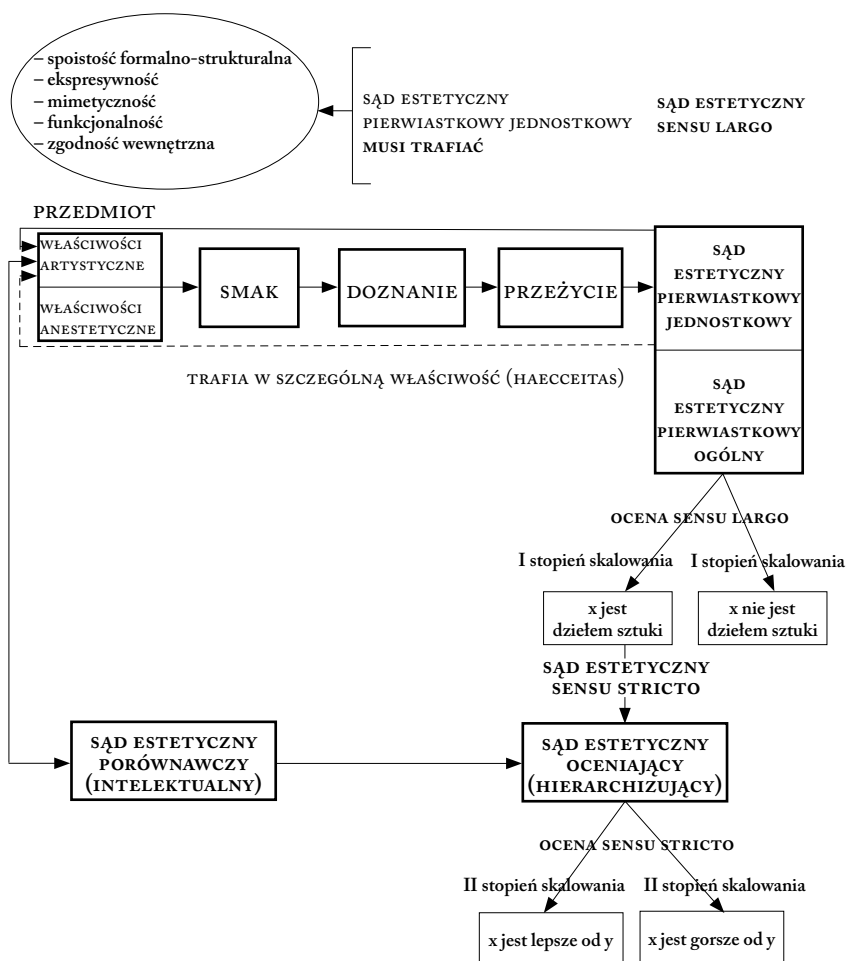 – spoistość formalno-strukturalna
– ekspresywność
– mimetyczność
– funkcjonalność
– zgodność wewnętrzna
SĄD ESTETYCZNY
PIERWIASTKOWY JEDNOSTKOWY
MUSI TRAFIAĆ
SĄD ESTETYCZNY
SENSU LARGO
PRZEDMIOT
WŁAŚCIWOŚCI
ARTYSTYCZNE
WŁAŚCIWOŚCI
ANESTETYCZNE
SMAK
DOZNANIE
PRZEŻYCIE
SĄD
ESTETYCZNY
PIERWIASTKOWY
JEDNOSTKOWY
TRAFIA W SZCZEGÓLNĄ WŁAŚCIWOŚĆ (HAECCEITAS)
SĄD
ESTETYCZNY
PIERWIASTKOWY
OGÓLNY
OCENA SENSU LARGO
I stopień skalowania
I stopień skalowania
x jest
dziełem sztuki
x nie jest
dziełem sztuki
SĄD ESTETYCZNY
SENSU STRICTO
SĄD ESTETYCZNY
PORÓWNAWCZY
(INTELEKTUALNY)
SĄD ESTETYCZNY
OCENIAJĄCY
(HIERARCHIZUJĄCY)
OCENA SENSU STRICTO
II stopień skalowania
II stopień skalowania
x jest lepsze od y
x jest gorsze od y